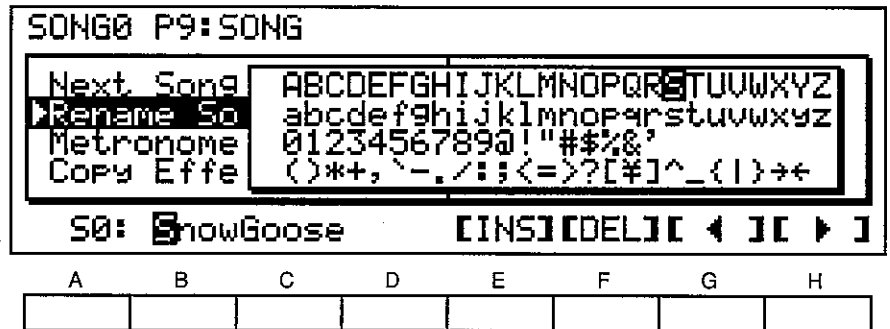 SONG0 P9:SONG
Next Song
Rename So
Metronome
Copy Effe
ABCDEFGHIJKLMNOPQRSTUVWXYZ
abcdefghijklmnopqrstuvwxyz
0123456789@!"#$%&'
()*+,`-./:;<=>?[¥]^_{|}→←
S0: SnowGoose [INS][DEL][ ◀ ][ ▶ ]
A B C D E F G H